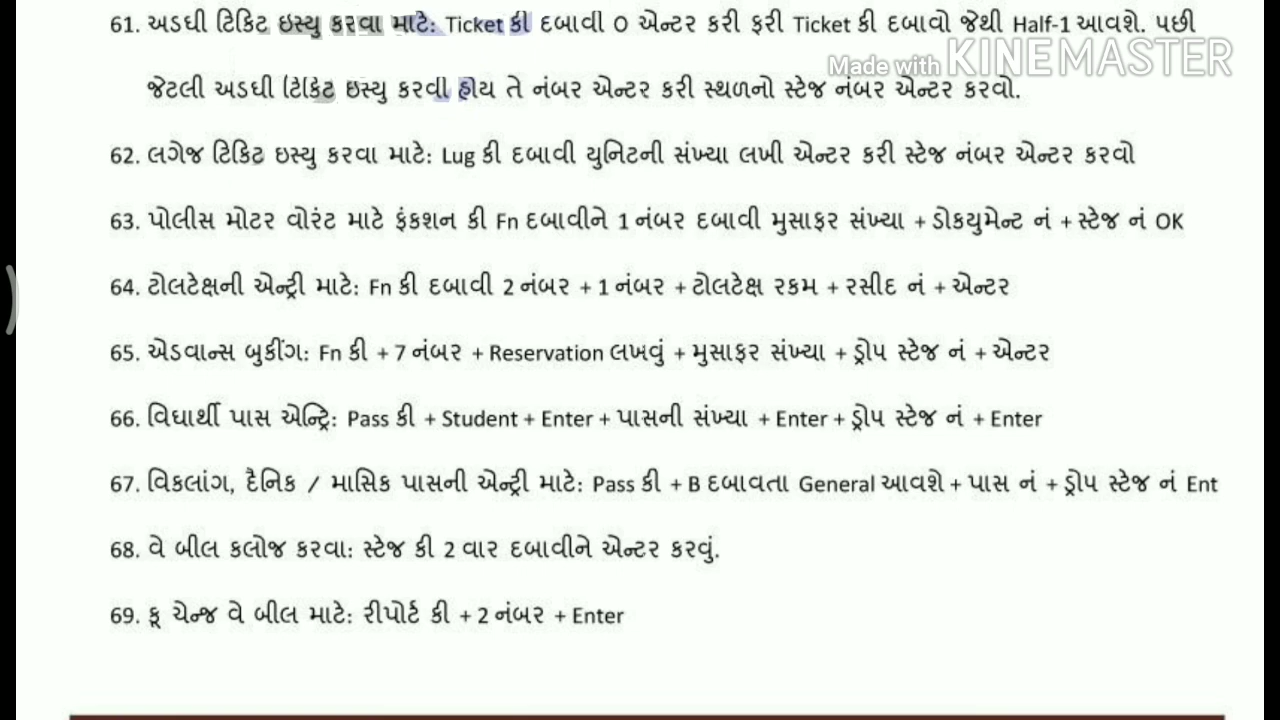 61. અડઘી ટિકિટ ઇસ્યુ કરવા માટે: Ticket કી દબાવી 0 એન્ટર કરી ફરી Ticket કી દબાવો જેથી Half-1 આવશે. પછી
Made with KINEMASTER
જેટલી અડઘી ટિકિટ ઇસ્યુ કરવી હોય તે નંબર એન્ટર કરી સ્થળનો સ્ટેજ નંબર એન્ટર કરવો.
62. લગેજ ટિકિટ ઇસ્યુ કરવા માટે: Lug કી દબાવી યુનિટની સંખ્યા લખી એન્ટર કરી સ્ટેજ નંબર એન્ટર કરવો
63. પોલીસ મોટર વોરંટ માટે ફંકશન કી Fn દબાવીને 1 નંબર દબાવી મુસાફર સંખ્યા + ડોકયુમેન્ટ નં + સ્ટેજ નં OK
64. ટોલટેક્ષની એન્ટ્રી માટે: Fn કી દબાવી 2 નંબર + 1 નંબર + ટોલટેક્ષ રકમ + રસીદ નં + એન્ટર
65. એડવાન્સ બુકીંગ: Fn કી + 7 નંબર + Reservation લખવું + મુસાફર સંખ્યા + ડ્રોપ સ્ટેજ નં + એન્ટર
66. વિઘાર્થી પાસ એન્ટ્રિ: Pass કી + Student + Enter + પાસની સંખ્યા + Enter + ડ્રોપ સ્ટેજ નં + Enter
67. વિકલાંગ, દૈનિક / માસિક પાસની એન્ટ્રી માટે: Pass કી + B દબાવતા General આવશે + પાસ નં + ડ્રોપ સ્ટેજ નં Ent
68. વે બીલ કલોજ કરવા: સ્ટેજ કી 2 વાર દબાવીને એન્ટર કરવું.
69. ક્રૂ ચેન્જ વે બીલ માટે: રીપોર્ટ કી + 2 નંબર + Enter